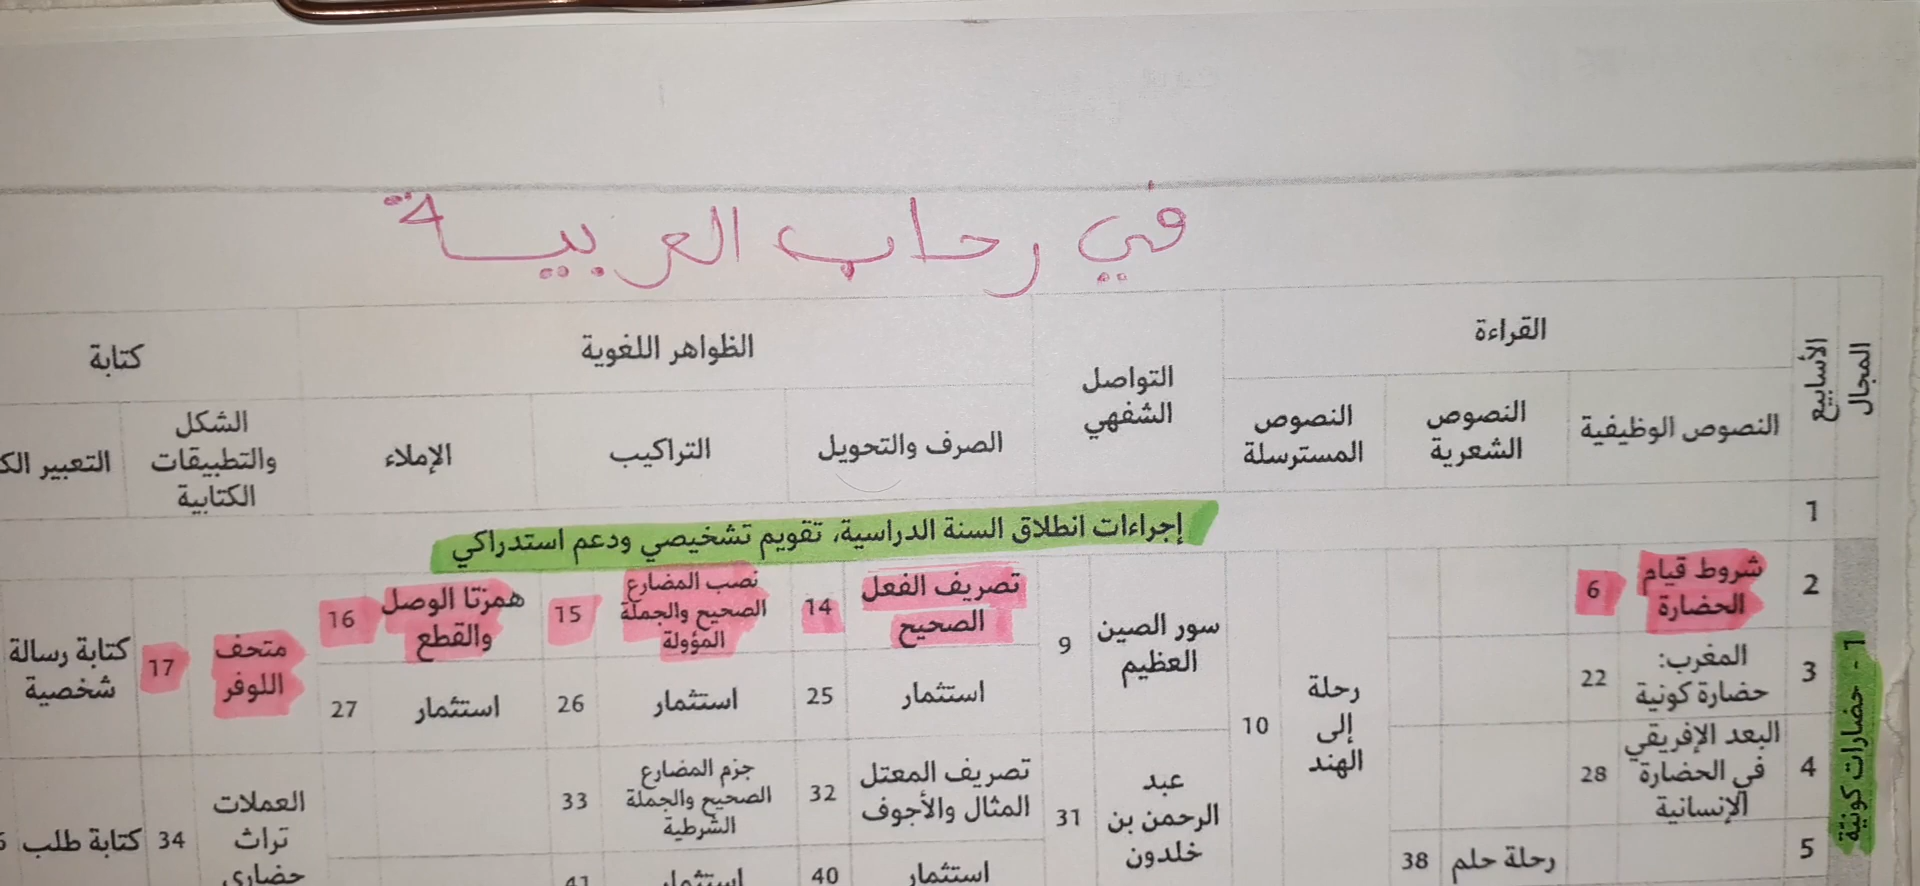 في رحاب العربية
المجال
الأسابيع
القراءة
التواصل
الشفهي
الظواهر اللغوية
كتابة
النصوص الوظيفية
النصوص
الشعرية
النصوص
المسترسلة
الصرف والتحويل
التراكيب
الإملاء
الشكل
والتطبيقات
الكتابية
التعبير
1
إجراءات انطلاق السنة الدراسية، تقويم تشخيصي ودعم استدراكي
1 - حضارات كونية
2
شروط قيام
الحضارة
6
رحلة
إلى
الهند
10
سور الصين
العظيم
9
تصريف الفعل
الصحيح
14
نصب المضارع
الصحيح والجملة
المؤولة
15
همزتا الوصل
والقطع
16
متحف
اللوفر
17
كتابة رسالة
شخصية
3
المغرب:
حضارة كونية
22
استثمار
25
استثمار
26
استثمار
27
4
البعد الإفريقي
في الحضارة
الإنسانية
28
عبد
الرحمن بن
خلدون
31
تصريف المعتل
المثال والأجوف
32
جزم المضارع
الصحيح والجملة
الشرطية
33
العملات
تراث
حضاري
34
كتابة طلب
5
رحلة حلم
38
استثمار
40
استثمار
41